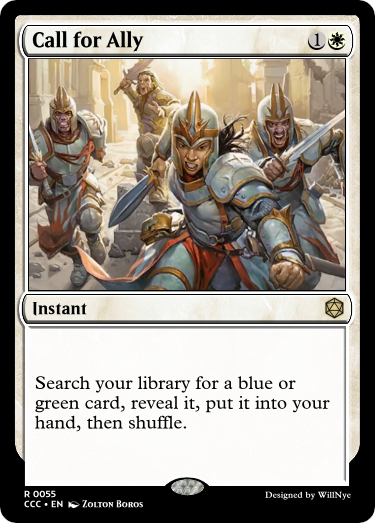 Call for Ally 1
Instant
Search your library for a blue or
green card, reveal it, put it into your
hand, then shuffle.
R 0055
CCC • EN Zolton Boros
Designed by WillNye